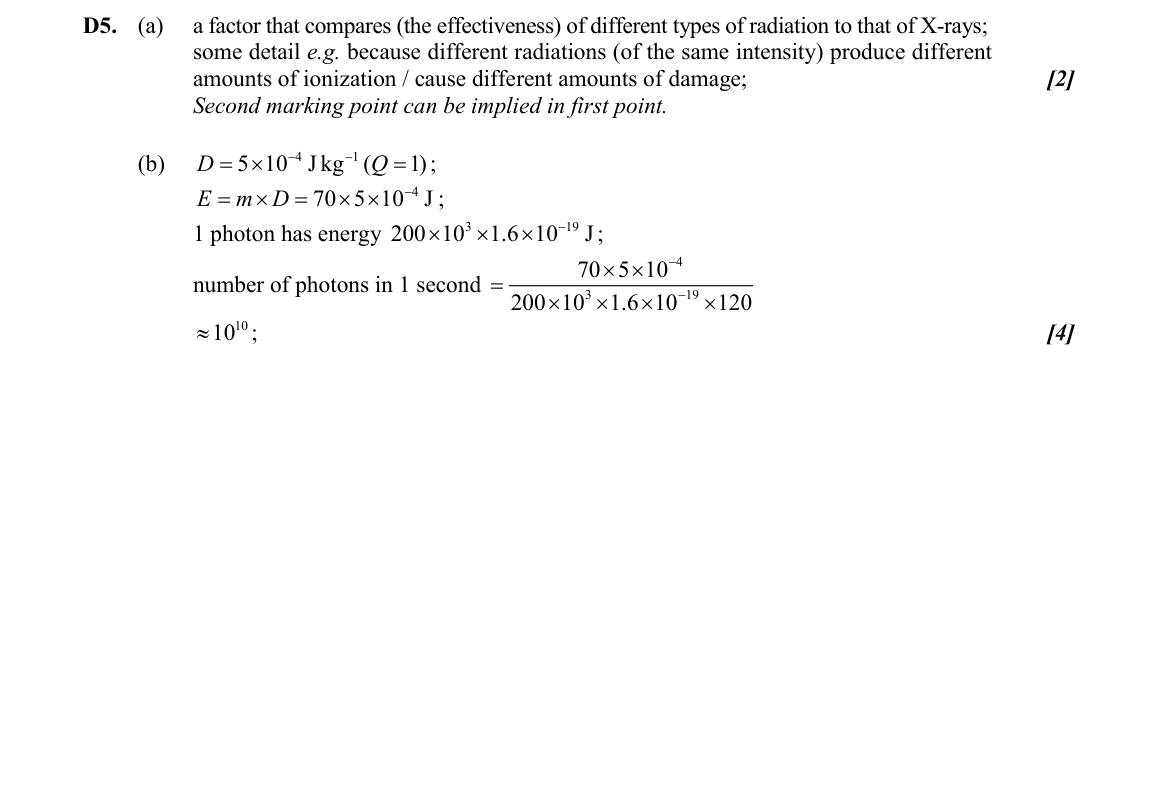 D5. (a) a factor that compares (the effectiveness) of different types of radiation to that of X-rays;
some detail e.g. because different radiations (of the same intensity) produce different
amounts of ionization / cause different amounts of damage; [2]
Second marking point can be implied in first point.
(b) D = 5×10⁻⁴ J kg⁻¹ (Q = 1);
E = m × D = 70×5×10⁻⁴ J;
1 photon has energy 200×10³ ×1.6×10⁻¹⁹ J;
number of photons in 1 second = 70×5×10⁻⁴ / 200×10³ ×1.6×10⁻¹⁹ ×120
≈10¹⁰; [4]